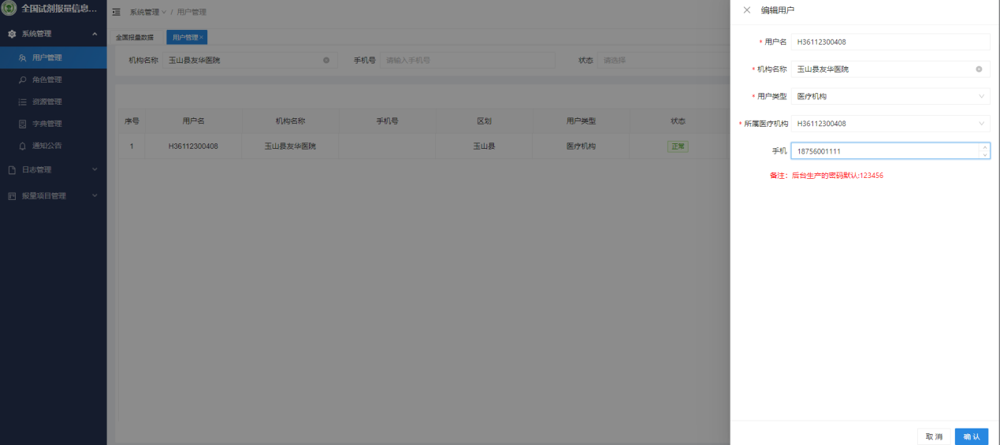 全国试剂报量信息...
系统管理 / 用户管理
系统管理
用户管理
角色管理
资源管理
字典管理
通知公告
日志管理
报量项目管理
全国报量数据 用户管理×
机构名称 玉山县友华医院 手机号 请输入手机号 状态 请选择
序号 用户名 机构名称 手机号 区划 用户类型 状态
1 H36112300408 玉山县友华医院 玉山县 医疗机构 正常
编辑用户
* 用户名 H36112300408
* 机构名称 玉山县友华医院
* 用户类型 医疗机构
* 所属医疗机构 H36112300408
手机 18756001111
备注：后台生产的密码默认:123456
取 消 确 认